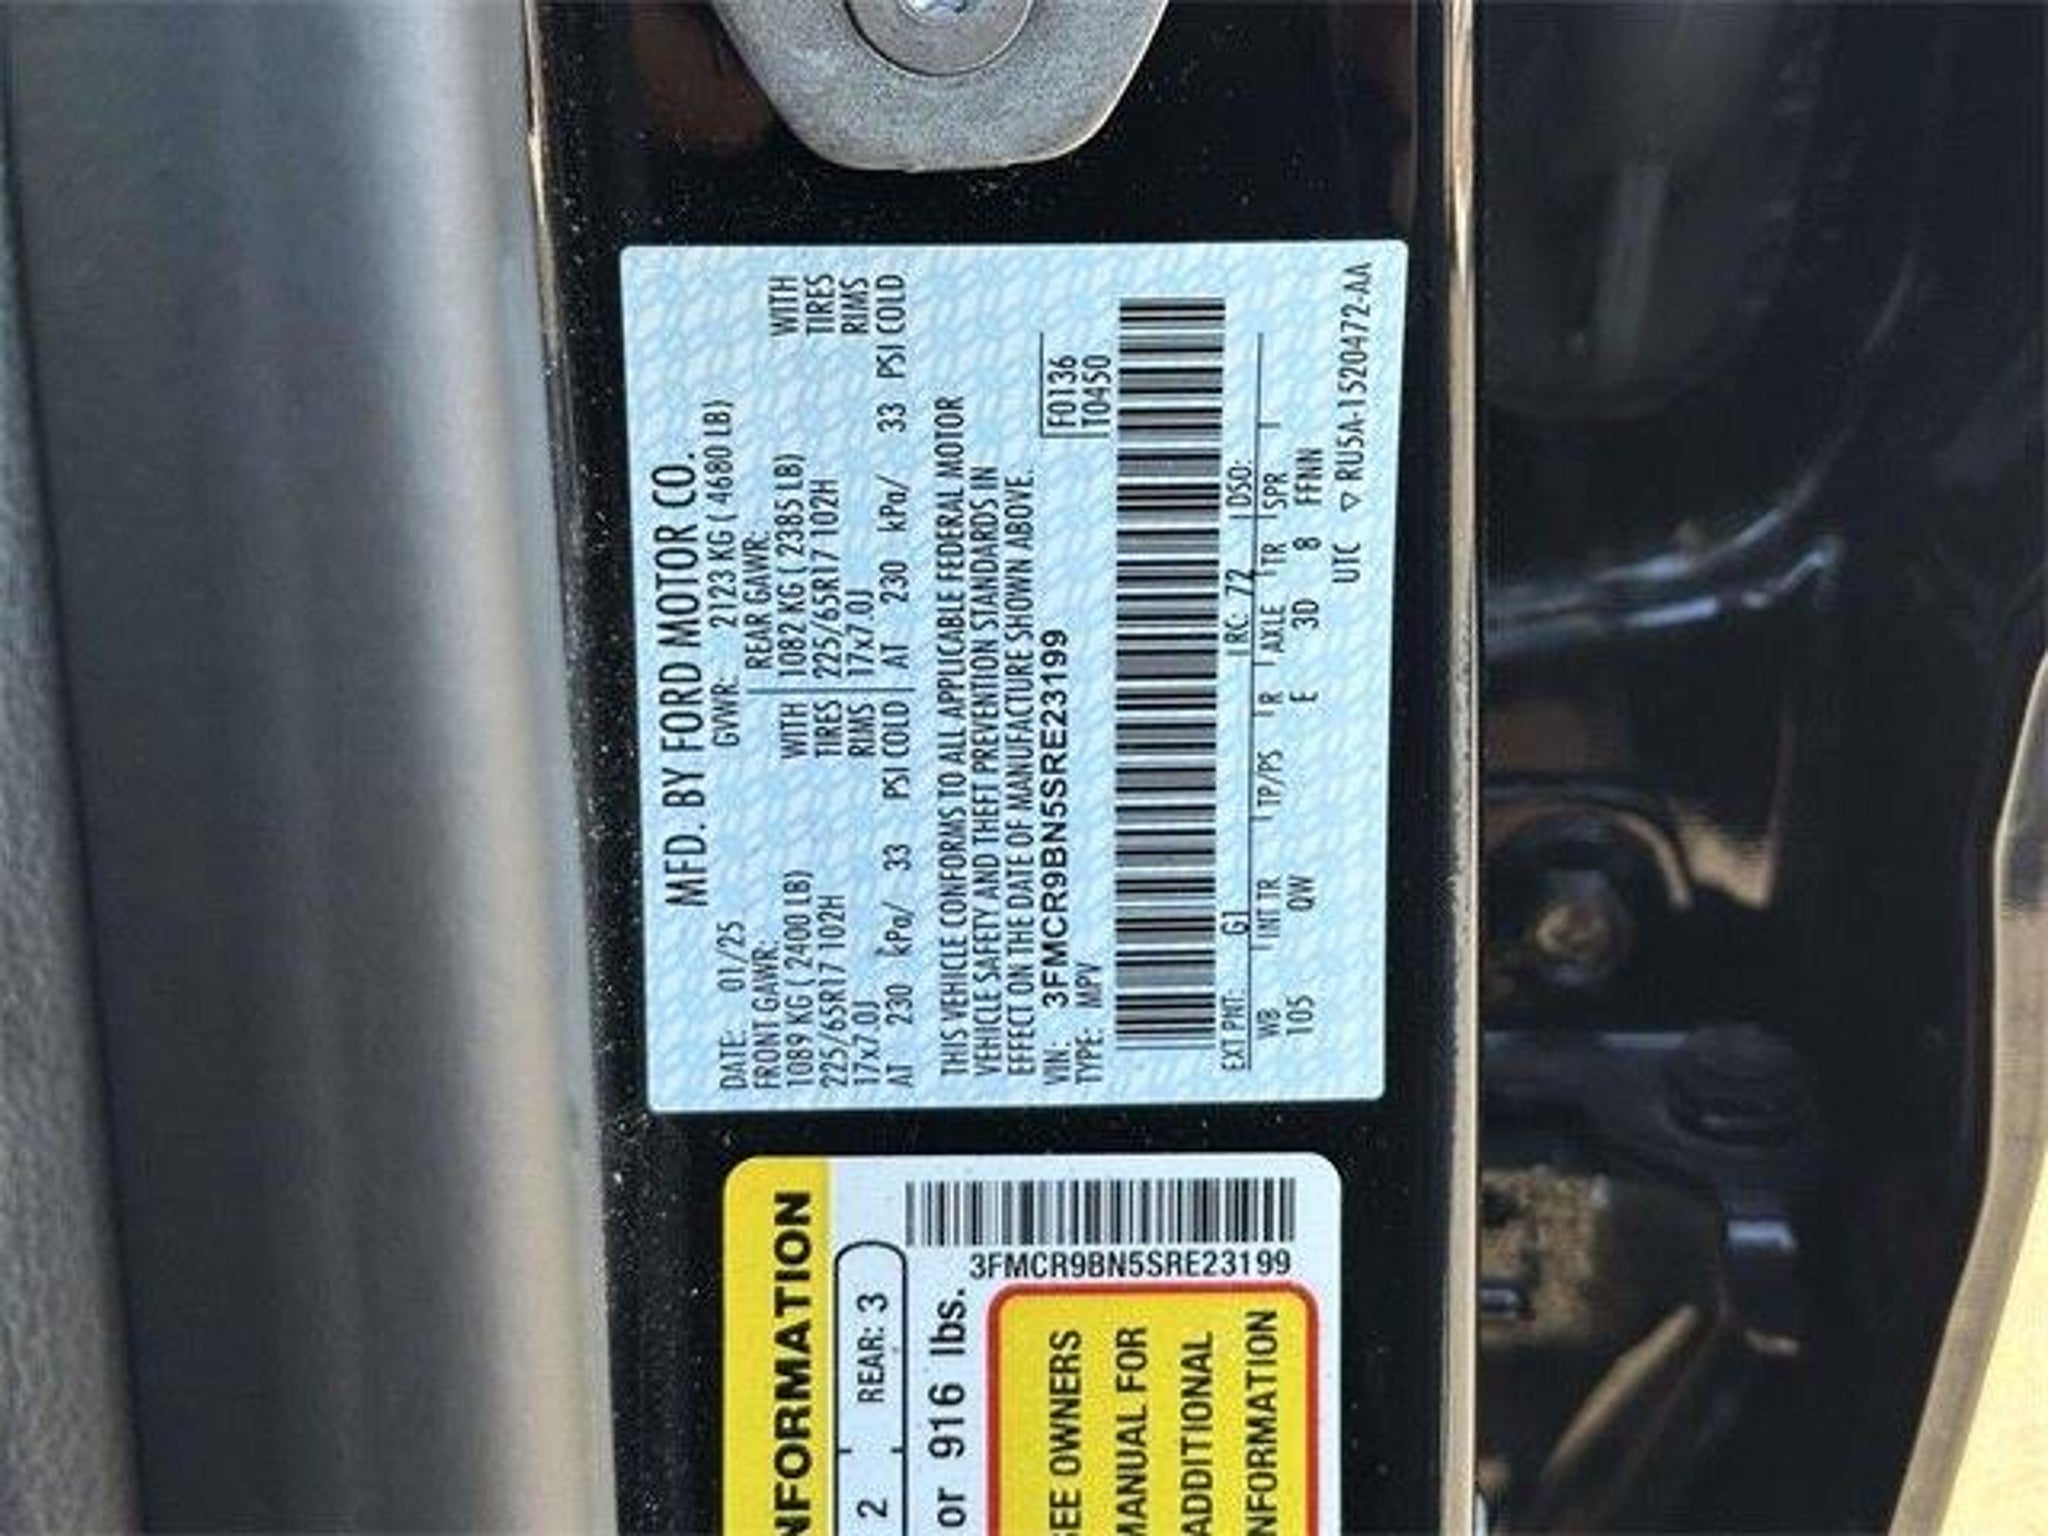 MFD. BY FORD MOTOR CO.
DATE: 01/25 GVWR: 2123 KG ( 4680 LB)
FRONT GAWR: REAR GAWR:
1089 KG ( 2400 LB) WITH 1082 KG ( 2385 LB) WITH
225/65R17 102H TIRES 225/65R17 102H TIRES
17x7.0J RIMS 17x7.0J RIMS
AT 230 kPa/ 33 PSI COLD AT 230 kPa/ 33 PSI COLD
THIS VEHICLE CONFORMS TO ALL APPLICABLE FEDERAL MOTOR
VEHICLE SAFETY AND THEFT PREVENTION STANDARDS IN
EFFECT ON THE DATE OF MANUFACTURE SHOWN ABOVE.
VIN: 3FMCR9BN5SRE23199 F0136
TYPE: MPV T0450
EXT PNT: G1 RC: 72 DSO:
WB INT TR TP/PS R AXLE TR SPR
105 QW E 3D 8 FFNN
UTC ▽ RU5A-1520472-AA
NFORMATION
2 REAR: 3
or 916 lbs.
3FMCR9BN5SRE23199
SEE OWNERS
MANUAL FOR
ADDITIONAL
INFORMATION